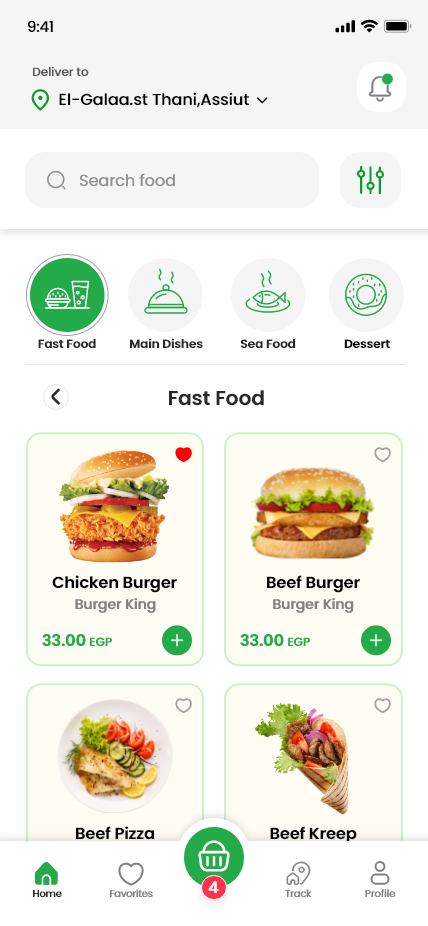 9:41
Deliver to
El-Galaa.st Thani,Assiut
Search food
Fast Food
Main Dishes
Sea Food
Dessert
Fast Food
Chicken Burger
Burger King
33.00 EGP
Beef Burger
Burger King
33.00 EGP
Beef Pizza
Beef Kreep
4
Home
Favorites
Track
Profile